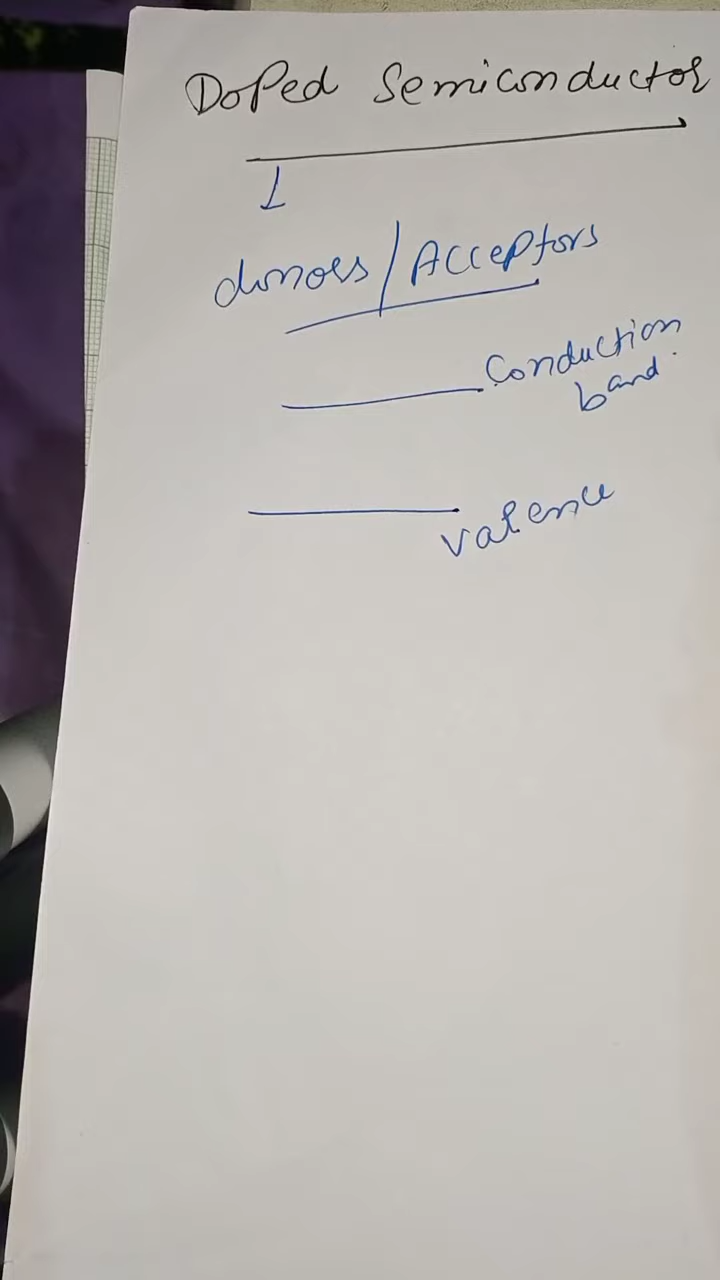 Doped Semiconductor
donors/Acceptors
Conduction
band.
valence